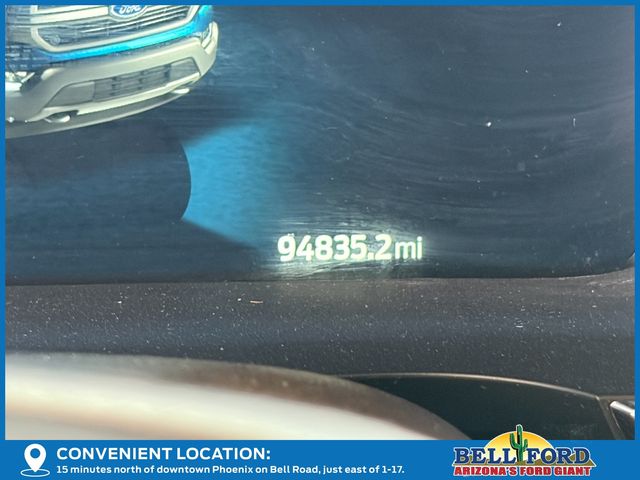 Ford
94835.2mi
CONVENIENT LOCATION:
15 minutes north of downtown Phoenix on Bell Road, just east of 1-17.
BELL FORD
ARIZONA'S FORD GIANT